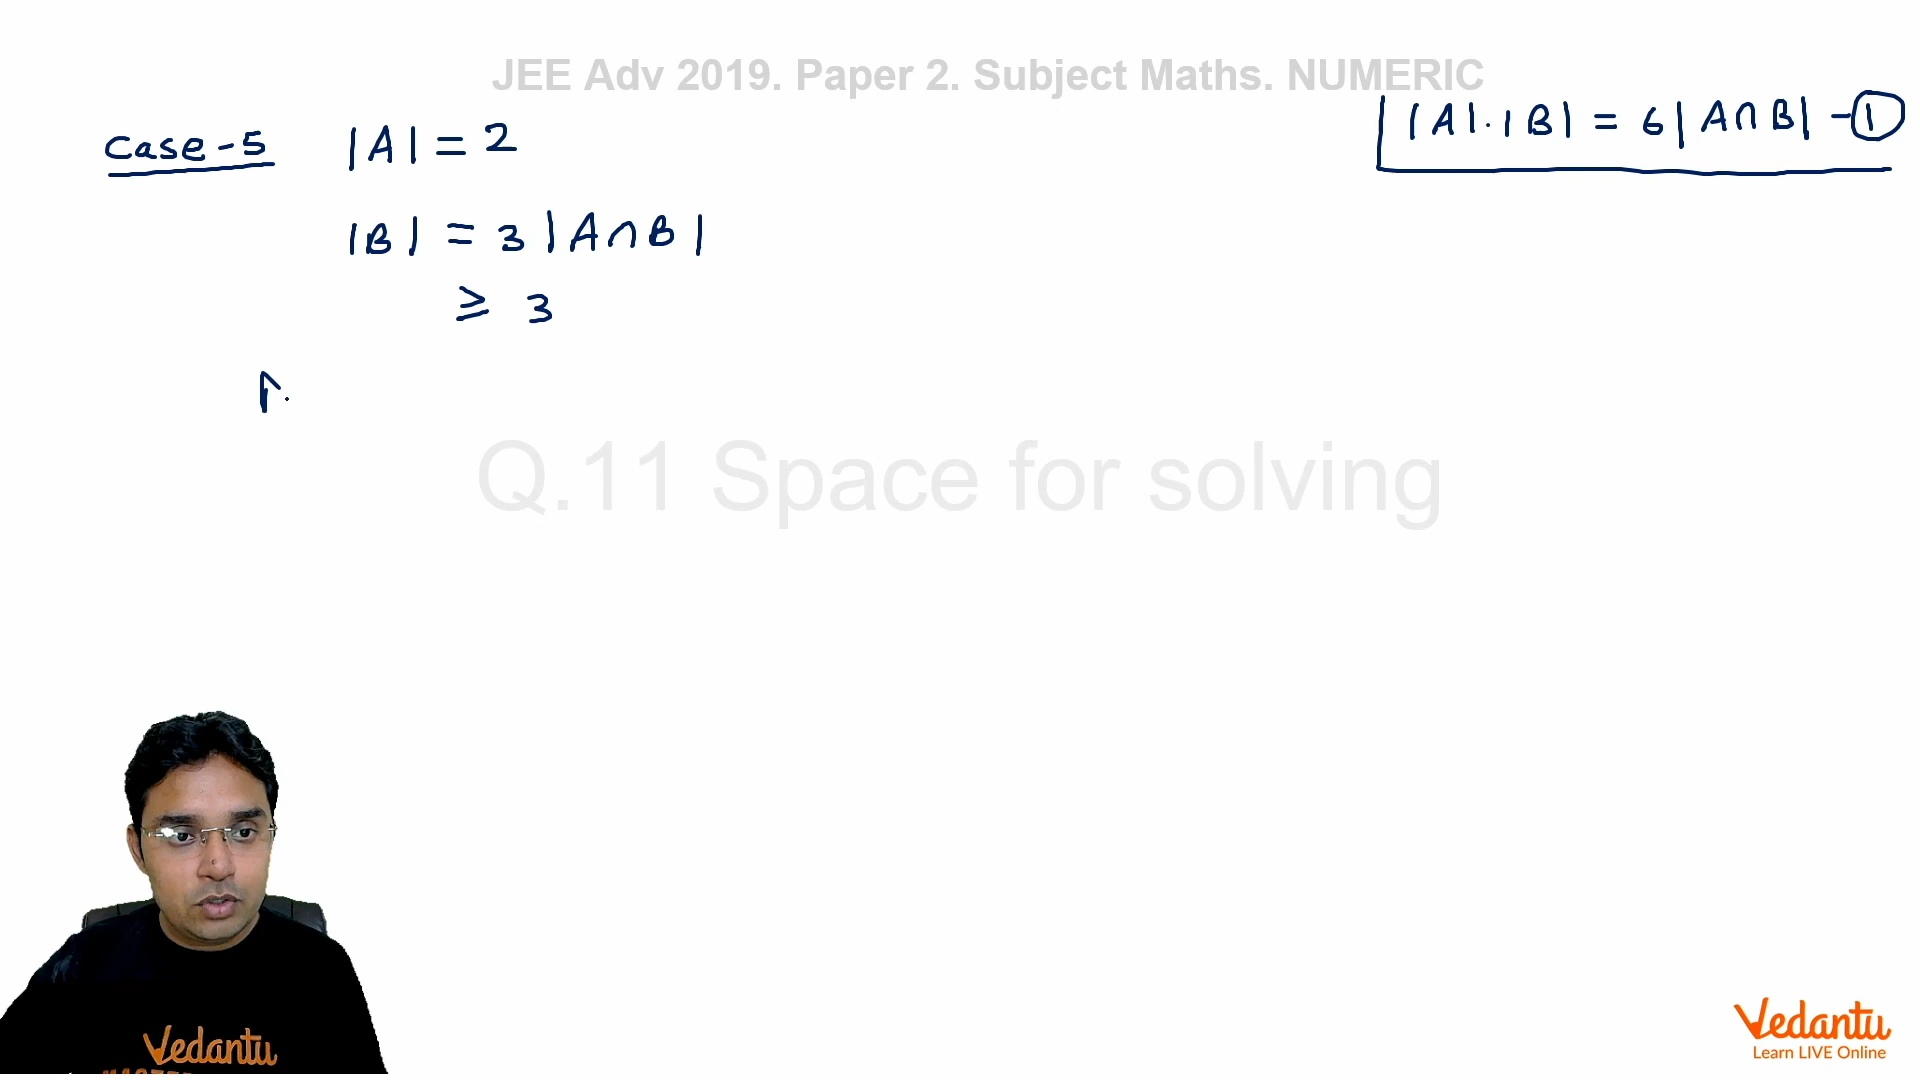 JEE Adv 2019. Paper 2. Subject Maths. NUMERIC
|A|.|B| = 6|A∩B| - ①
Case-5 |A| = 2
|B| = 3|A∩B|
≥ 3
Q.11 Space for solving
Vedantu
Vedantu
Learn LIVE Online